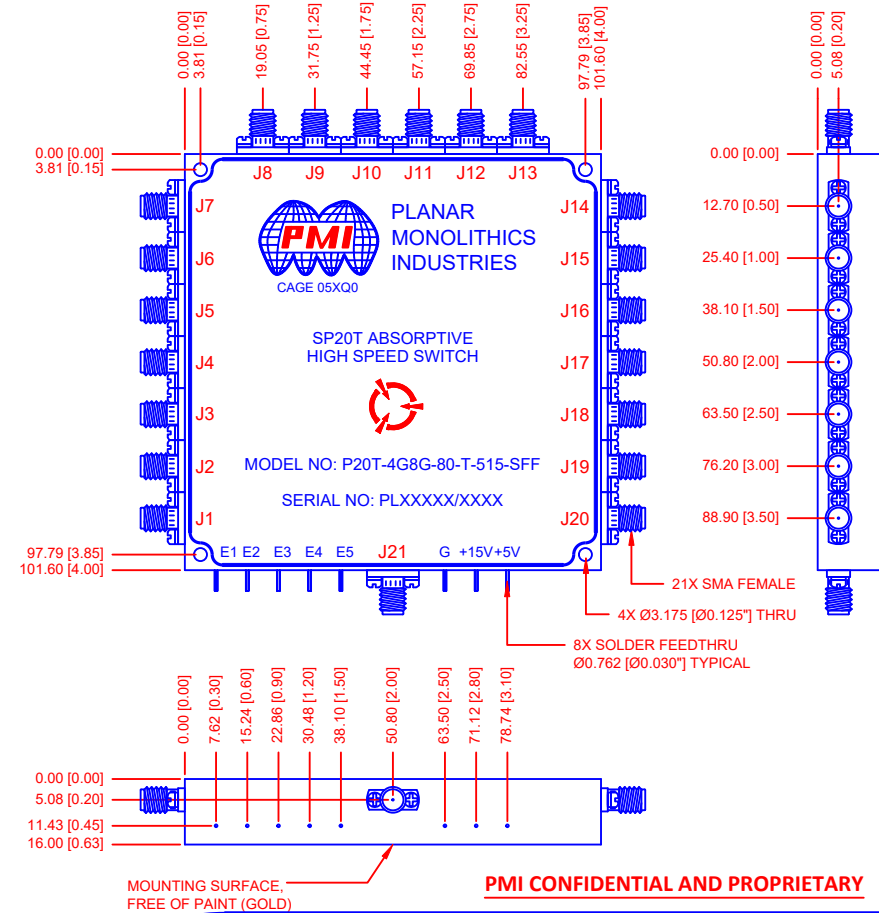 0.00 [0.00]
3.81 [0.15]
19.05 [0.75]
31.75 [1.25]
44.45 [1.75]
57.15 [2.25]
69.85 [2.75]
82.55 [3.25]
97.79 [3.85]
101.60 [4.00]
0.00 [0.00]
5.08 [0.20]
0.00 [0.00]
3.81 [0.15]
J8 J9 J10 J11 J12 J13
J7
J6
J5
J4
J3
J2
J1
PMI
CAGE 05XQ0
PLANAR
MONOLITHICS
INDUSTRIES
SP20T ABSORPTIVE
HIGH SPEED SWITCH
MODEL NO: P20T-4G8G-80-T-515-SFF
SERIAL NO: PLXXXXX/XXXX
J14
J15
J16
J17
J18
J19
J20
E1 E2 E3 E4 E5 J21 G +15V +5V
97.79 [3.85]
101.60 [4.00]
0.00 [0.00]
12.70 [0.50]
25.40 [1.00]
38.10 [1.50]
50.80 [2.00]
63.50 [2.50]
76.20 [3.00]
88.90 [3.50]
21X SMA FEMALE
4X Ø3.175 [Ø0.125"] THRU
8X SOLDER FEEDTHRU
Ø0.762 [Ø0.030"] TYPICAL
0.00 [0.00]
7.62 [0.30]
15.24 [0.60]
22.86 [0.90]
30.48 [1.20]
38.10 [1.50]
50.80 [2.00]
63.50 [2.50]
71.12 [2.80]
78.74 [3.10]
0.00 [0.00]
5.08 [0.20]
11.43 [0.45]
16.00 [0.63]
MOUNTING SURFACE,
FREE OF PAINT (GOLD)
PMI CONFIDENTIAL AND PROPRIETARY